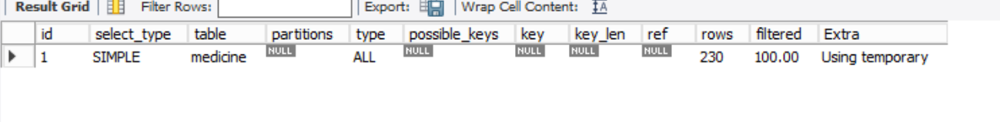 Result Grid Filter Rows: Export: Wrap Cell Content: IA
id select_type table partitions type possible_keys key key_len ref rows filtered Extra
1 SIMPLE medicine NULL ALL NULL NULL NULL NULL 230 100.00 Using temporary